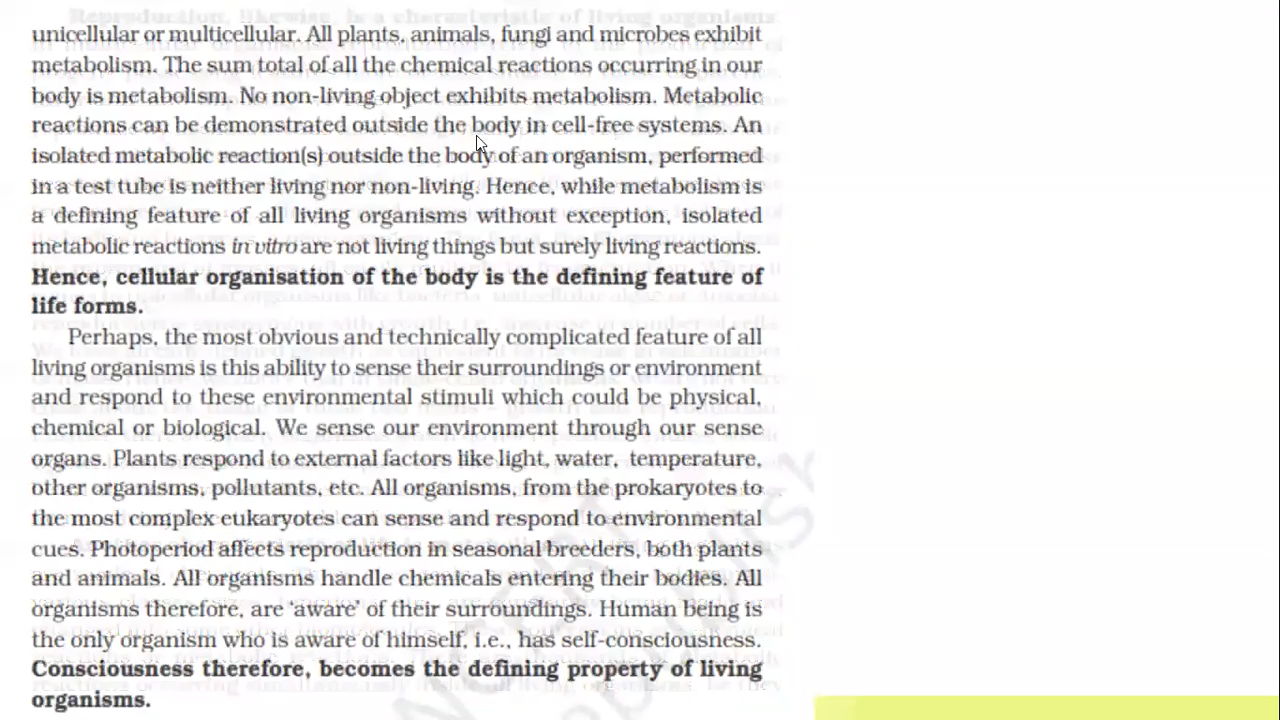 unicellular or multicellular. All plants, animals, fungi and microbes exhibit
metabolism. The sum total of all the chemical reactions occurring in our
body is metabolism. No non-living object exhibits metabolism. Metabolic
reactions can be demonstrated outside the body in cell-free systems. An
isolated metabolic reaction(s) outside the body of an organism, performed
in a test tube is neither living nor non-living. Hence, while metabolism is
a defining feature of all living organisms without exception, isolated
metabolic reactions in vitro are not living things but surely living reactions.
Hence, cellular organisation of the body is the defining feature of
life forms.
Perhaps, the most obvious and technically complicated feature of all
living organisms is this ability to sense their surroundings or environment
and respond to these environmental stimuli which could be physical,
chemical or biological. We sense our environment through our sense
organs. Plants respond to external factors like light, water, temperature,
other organisms, pollutants, etc. All organisms, from the prokaryotes to
the most complex eukaryotes can sense and respond to environmental
cues. Photoperiod affects reproduction in seasonal breeders, both plants
and animals. All organisms handle chemicals entering their bodies. All
organisms therefore, are 'aware' of their surroundings. Human being is
the only organism who is aware of himself, i.e., has self-consciousness.
Consciousness therefore, becomes the defining property of living
organisms.